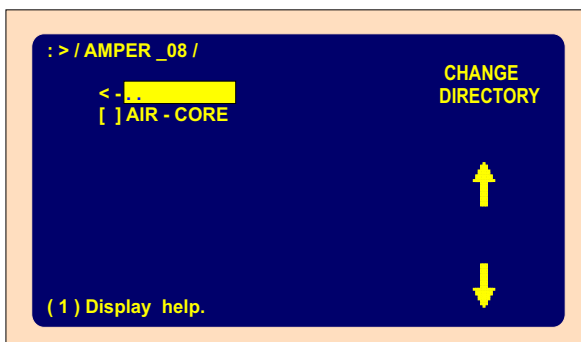 : > / AMPER _08 /
CHANGE
DIRECTORY
< - . .
[ ] AIR - CORE
( 1 ) Display help.